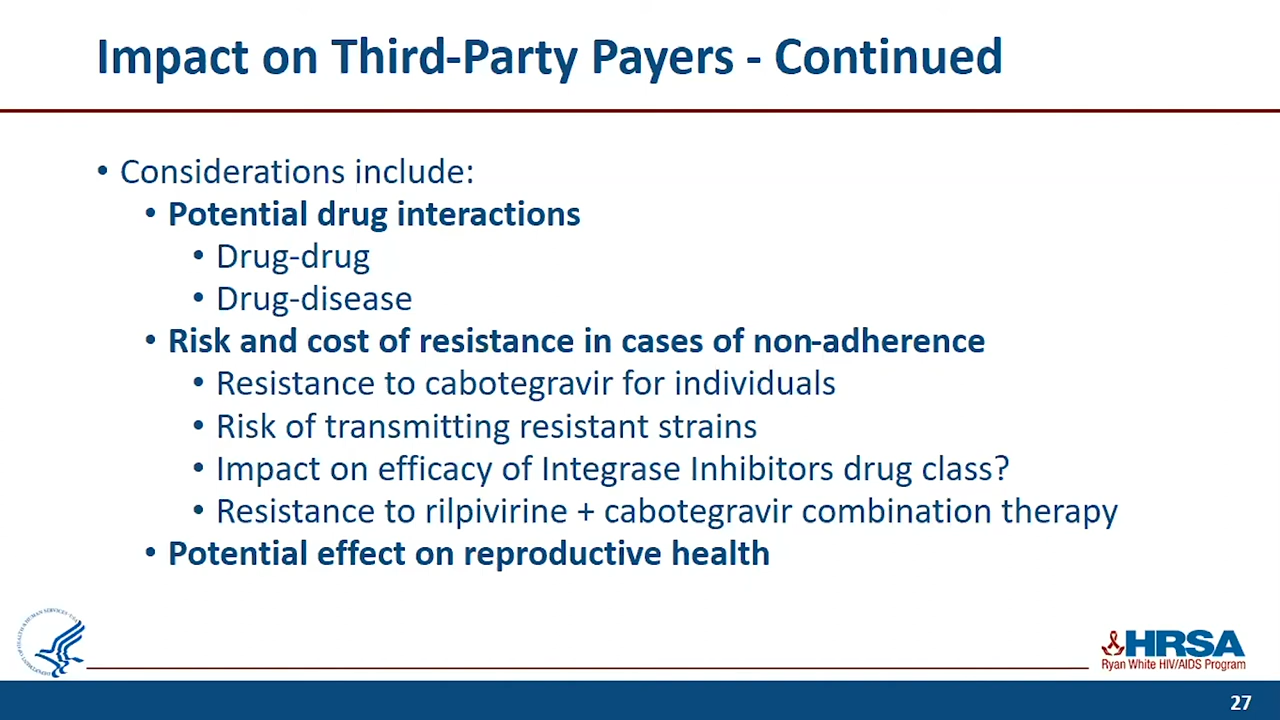 Impact on Third-Party Payers - Continued
• Considerations include:
• Potential drug interactions
• Drug-drug
• Drug-disease
• Risk and cost of resistance in cases of non-adherence
• Resistance to cabotegravir for individuals
• Risk of transmitting resistant strains
• Impact on efficacy of Integrase Inhibitors drug class?
• Resistance to rilpivirine + cabotegravir combination therapy
• Potential effect on reproductive health
HRSA
Ryan White HIV/AIDS Program
27